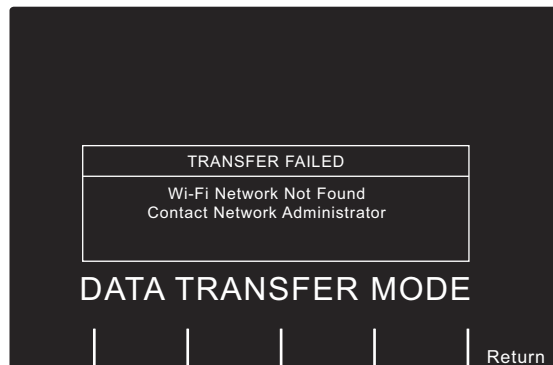 TRANSFER FAILED
Wi-Fi Network Not Found
Contact Network Administrator
DATA TRANSFER MODE
Return